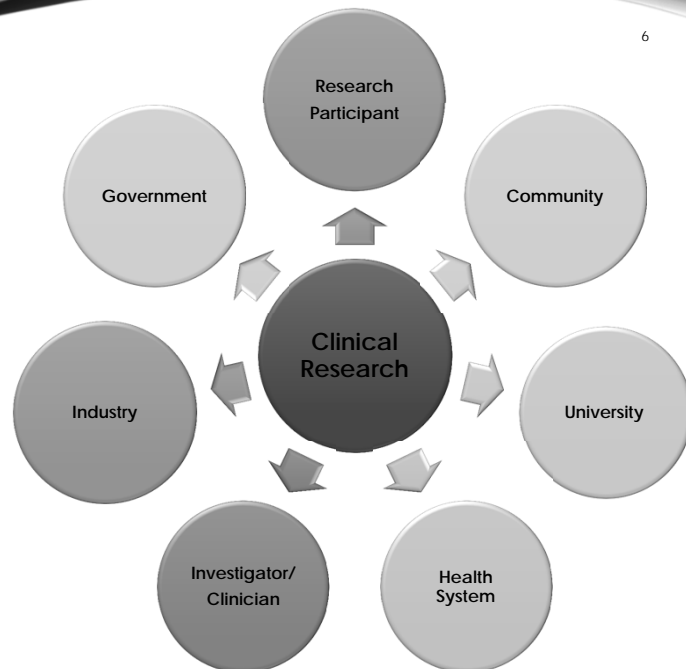 6
Research
Participant
Government
Community
Clinical
Research
Industry
University
Investigator/
Clinician
Health
System